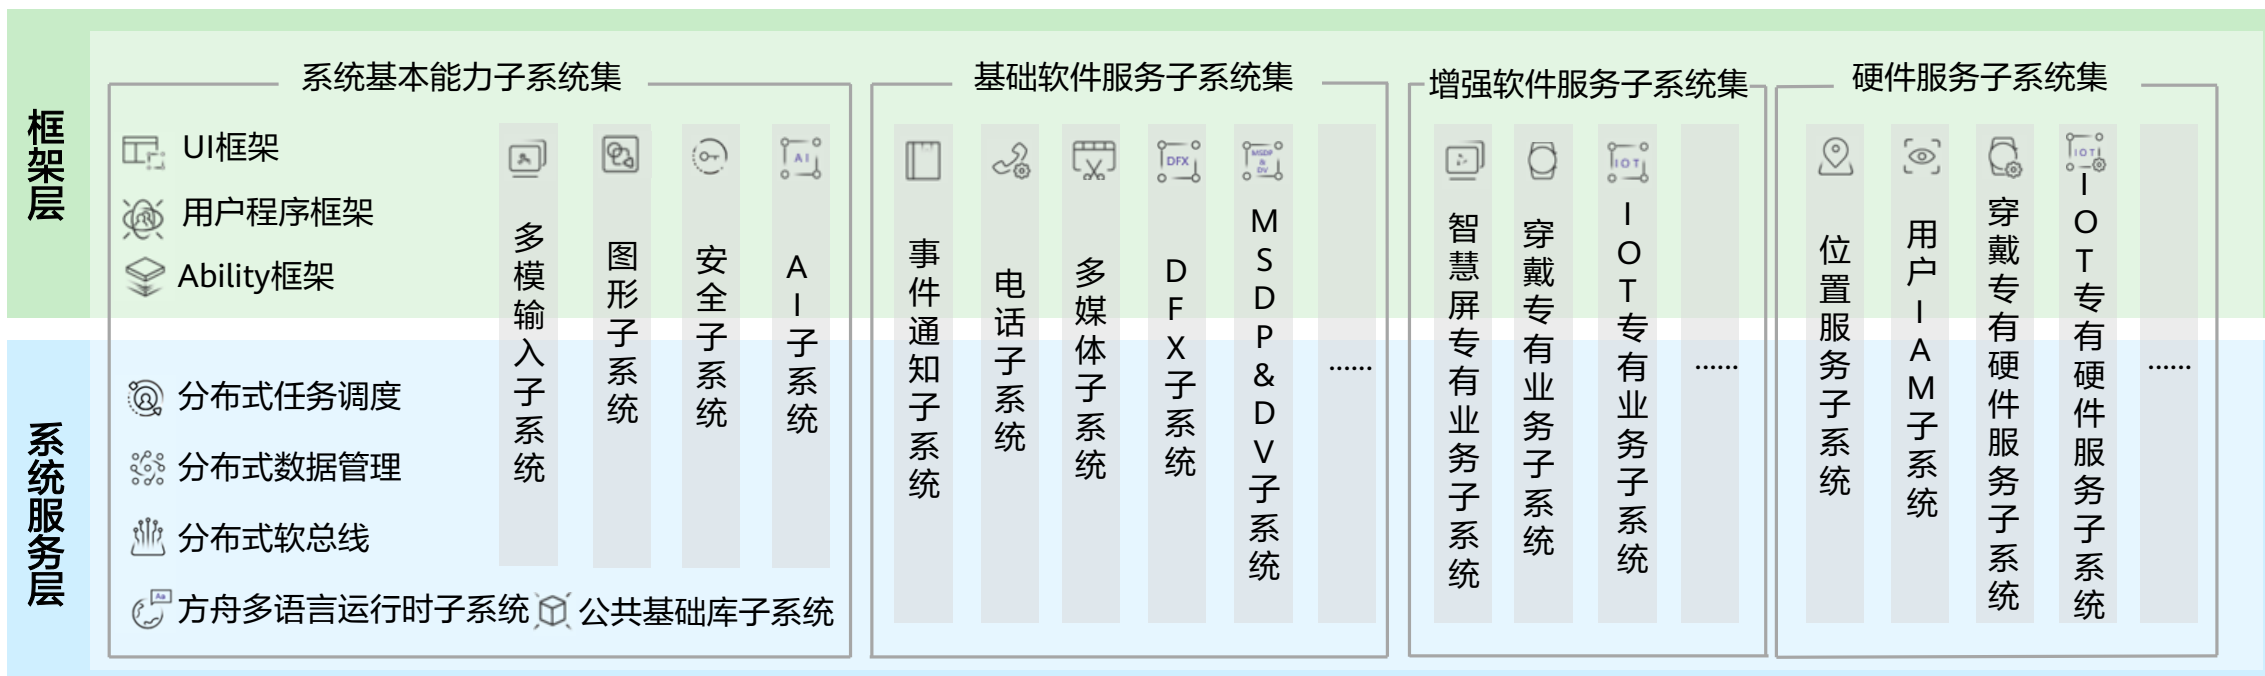 框架层
系统服务层
系统基本能力子系统集
UI框架
用户程序框架
Ability框架
分布式任务调度
分布式数据管理
分布式软总线
方舟多语言运行时子系统
公共基础库子系统
多模输入子系统
图形子系统
安全子系统
AI
AI子系统
基础软件服务子系统集
事件通知子系统
电话子系统
多媒体子系统
DFX
DFX子系统
MSDP
&
DV
MSDP&DV子系统
......
增强软件服务子系统集
智慧屏专有业务子系统
穿戴专有业务子系统
IOT
IOT专有业务子系统
......
硬件服务子系统集
位置服务子系统
用户IAM子系统
穿戴专有硬件服务子系统
IOT
IOT专有硬件服务子系统
......
Aa